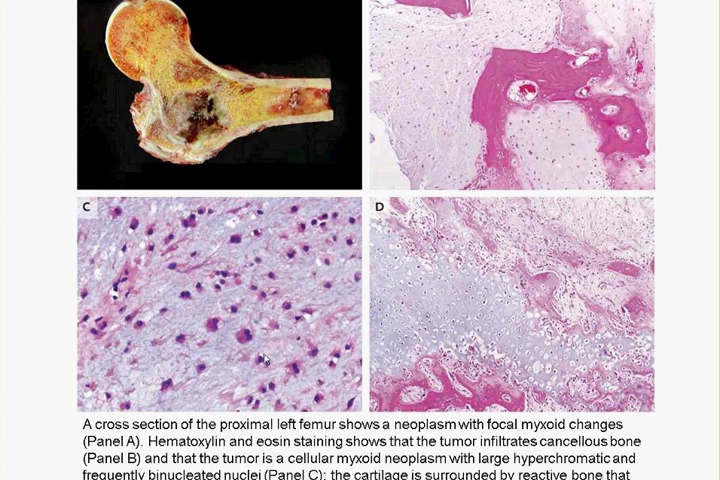 C
D
A cross section of the proximal left femur shows a neoplasm with focal myxoid changes
(Panel A). Hematoxylin and eosin staining shows that the tumor infiltrates cancellous bone
(Panel B) and that the tumor is a cellular myxoid neoplasm with large hyperchromatic and
frequently binucleated nuclei (Panel C); the cartilage is surrounded by reactive bone that